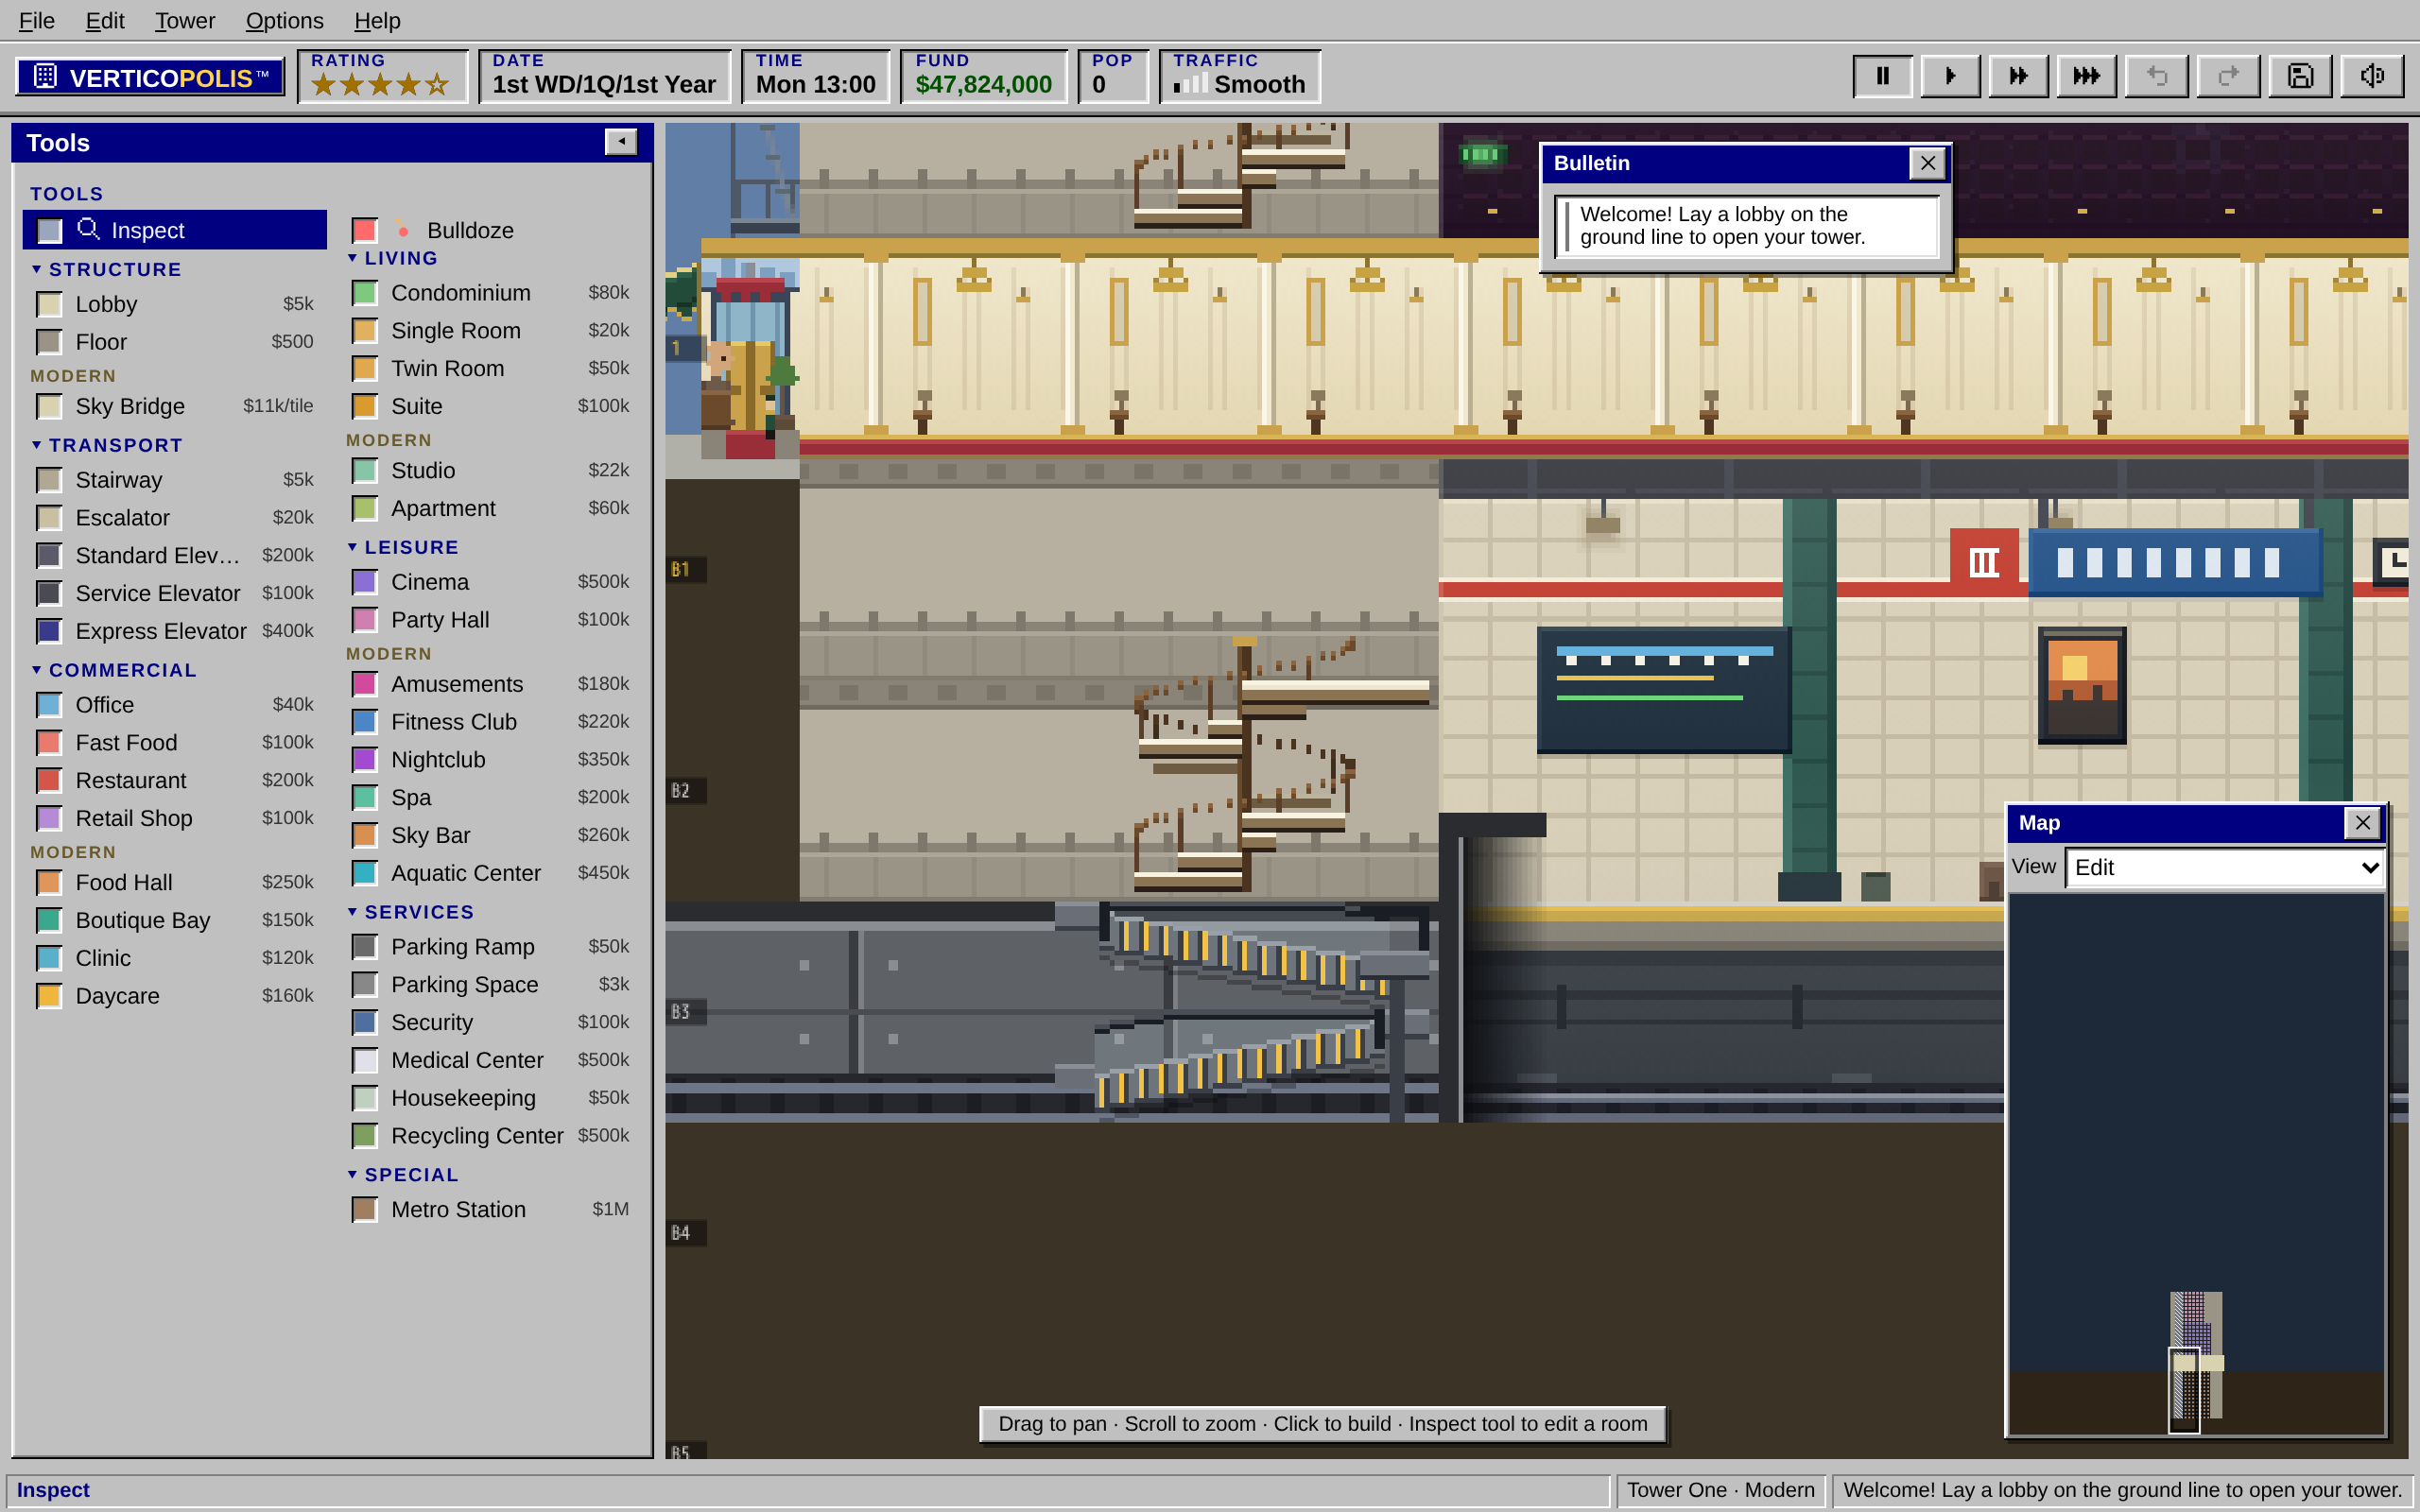 File Edit Tower Options Help
VERTICOPOLIS™
RATING
DATE
1st WD/1Q/1st Year
TIME
Mon 13:00
FUND
$47,824,000
POP
0
TRAFFIC
Smooth
Tools
TOOLS
Inspect
STRUCTURE
Lobby $5k
Floor $500
MODERN
Sky Bridge $11k/tile
TRANSPORT
Stairway $5k
Escalator $20k
Standard Elev… $200k
Service Elevator $100k
Express Elevator $400k
COMMERCIAL
Office $40k
Fast Food $100k
Restaurant $200k
Retail Shop $100k
MODERN
Food Hall $250k
Boutique Bay $150k
Clinic $120k
Daycare $160k
Bulldoze
LIVING
Condominium $80k
Single Room $20k
Twin Room $50k
Suite $100k
MODERN
Studio $22k
Apartment $60k
LEISURE
Cinema $500k
Party Hall $100k
MODERN
Amusements $180k
Fitness Club $220k
Nightclub $350k
Spa $200k
Sky Bar $260k
Aquatic Center $450k
SERVICES
Parking Ramp $50k
Parking Space $3k
Security $100k
Medical Center $500k
Housekeeping $50k
Recycling Center $500k
SPECIAL
Metro Station $1M
1
B1
B2
B3
B4
B5
Bulletin
Welcome! Lay a lobby on the
ground line to open your tower.
Map
View Edit
Drag to pan · Scroll to zoom · Click to build · Inspect tool to edit a room
Inspect
Tower One · Modern
Welcome! Lay a lobby on the ground line to open your tower.